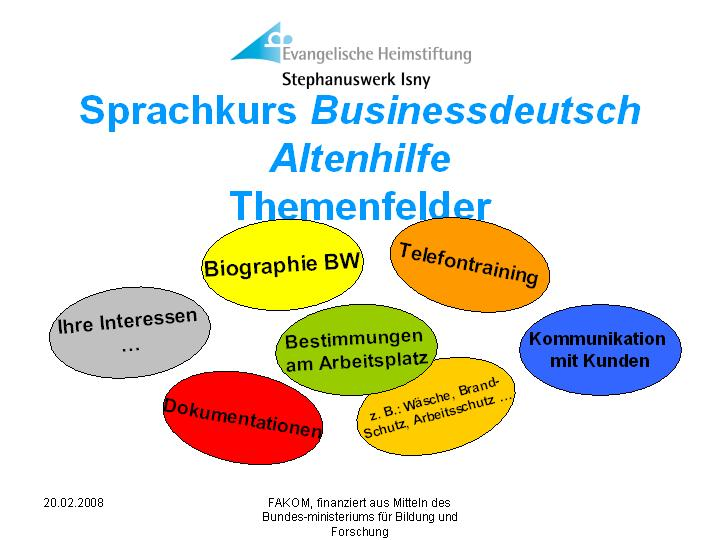 Evangelische Heimstiftung
Stephanuswerk Isny
Sprachkurs Businessdeutsch
Altenhilfe
Themenfelder
Biographie BW
Telefontraining
Ihre Interessen
...
Bestimmungen
am Arbeitsplatz
Kommunikation
mit Kunden
Dokumentationen
z. B.: Wäsche, Brand-
Schutz, Arbeitsschutz ...
20.02.2008
FAKOM, finanziert aus Mitteln des
Bundes-ministeriums für Bildung und
Forschung